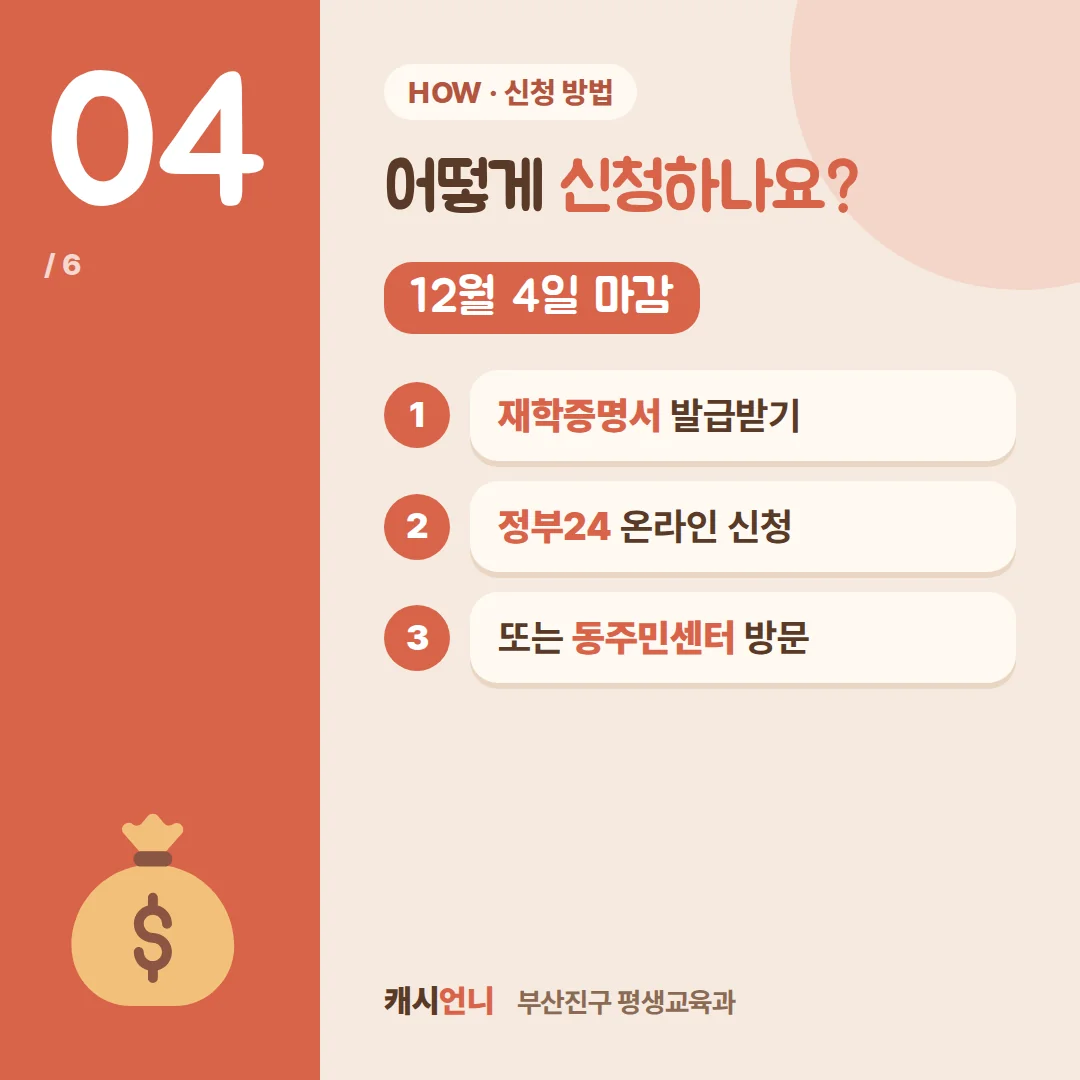 04
/ 6
HOW · 신청 방법
어떻게 신청하나요?
12월 4일 마감
1 재학증명서 발급받기
2 정부24 온라인 신청
3 또는 동주민센터 방문
$
캐시언니 부산진구 평생교육과